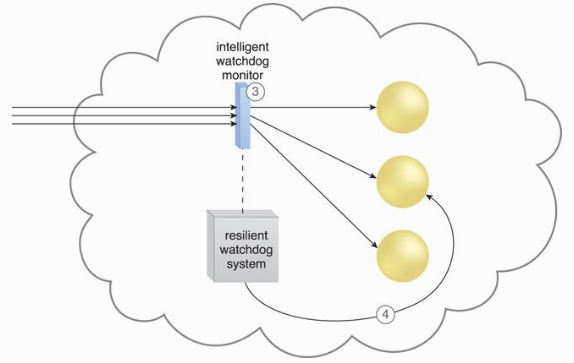 intelligent
watchdog
monitor
3
resilient
watchdog
system
4